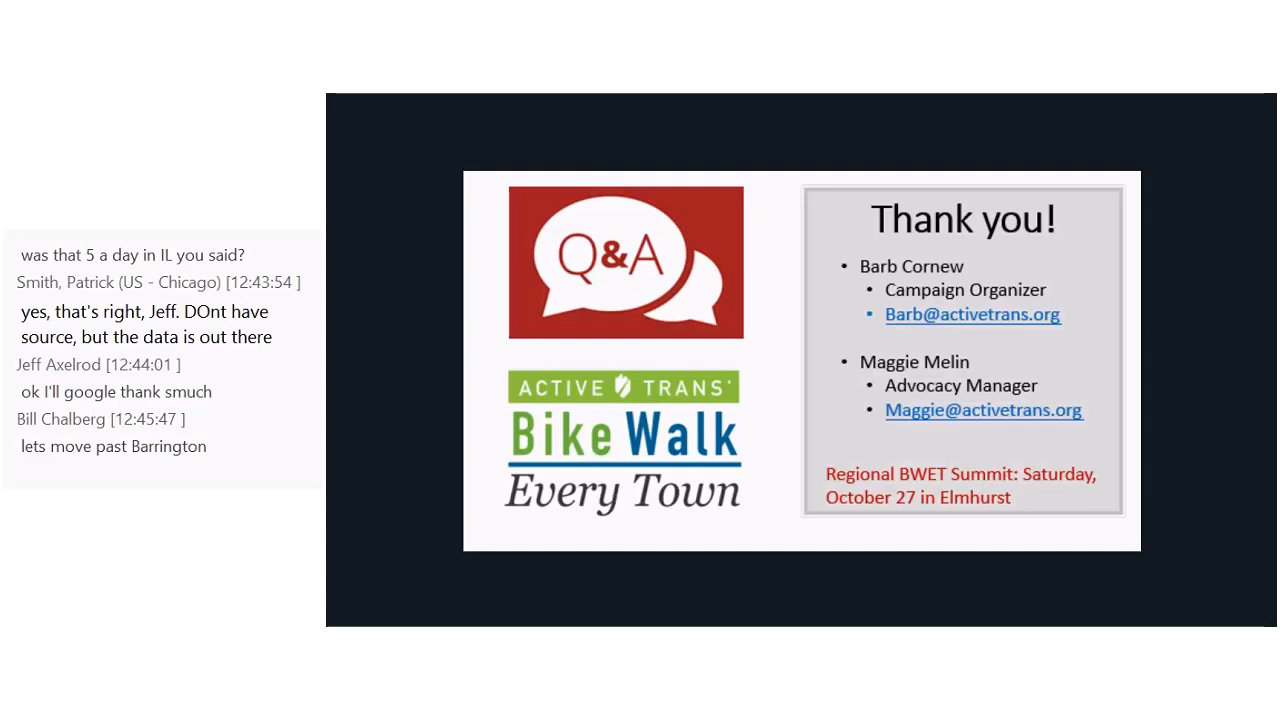 was that 5 a day in IL you said?
Smith, Patrick (US - Chicago) [12:43:54 ]
yes, that's right, Jeff. DOnt have
source, but the data is out there
Jeff Axelrod [12:44:01 ]
ok I'll google thank smuch
Bill Chalberg [12:45:47 ]
lets move past Barrington
Q&A
ACTIVE TRANS
Bike Walk
Every Town
Thank you!
• Barb Cornew
• Campaign Organizer
• Barb@activetrans.org
• Maggie Melin
• Advocacy Manager
• Maggie@activetrans.org
Regional BWET Summit: Saturday,
October 27 in Elmhurst